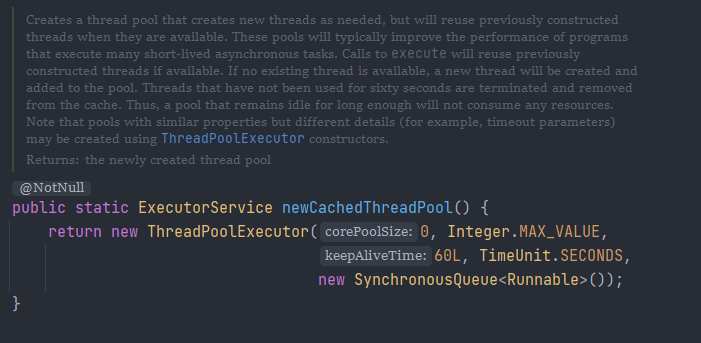 Creates a thread pool that creates new threads as needed, but will reuse previously constructed
threads when they are available. These pools will typically improve the performance of programs
that execute many short-lived asynchronous tasks. Calls to execute will reuse previously
constructed threads if available. If no existing thread is available, a new thread will be created and
added to the pool. Threads that have not been used for sixty seconds are terminated and removed
from the cache. Thus, a pool that remains idle for long enough will not consume any resources.
Note that pools with similar properties but different details (for example, timeout parameters)
may be created using ThreadPoolExecutor constructors.
Returns: the newly created thread pool
@NotNull
public static ExecutorService newCachedThreadPool() {
return new ThreadPoolExecutor( corePoolSize: 0, Integer.MAX_VALUE,
keepAliveTime: 60L, TimeUnit.SECONDS,
new SynchronousQueue<Runnable>());
}